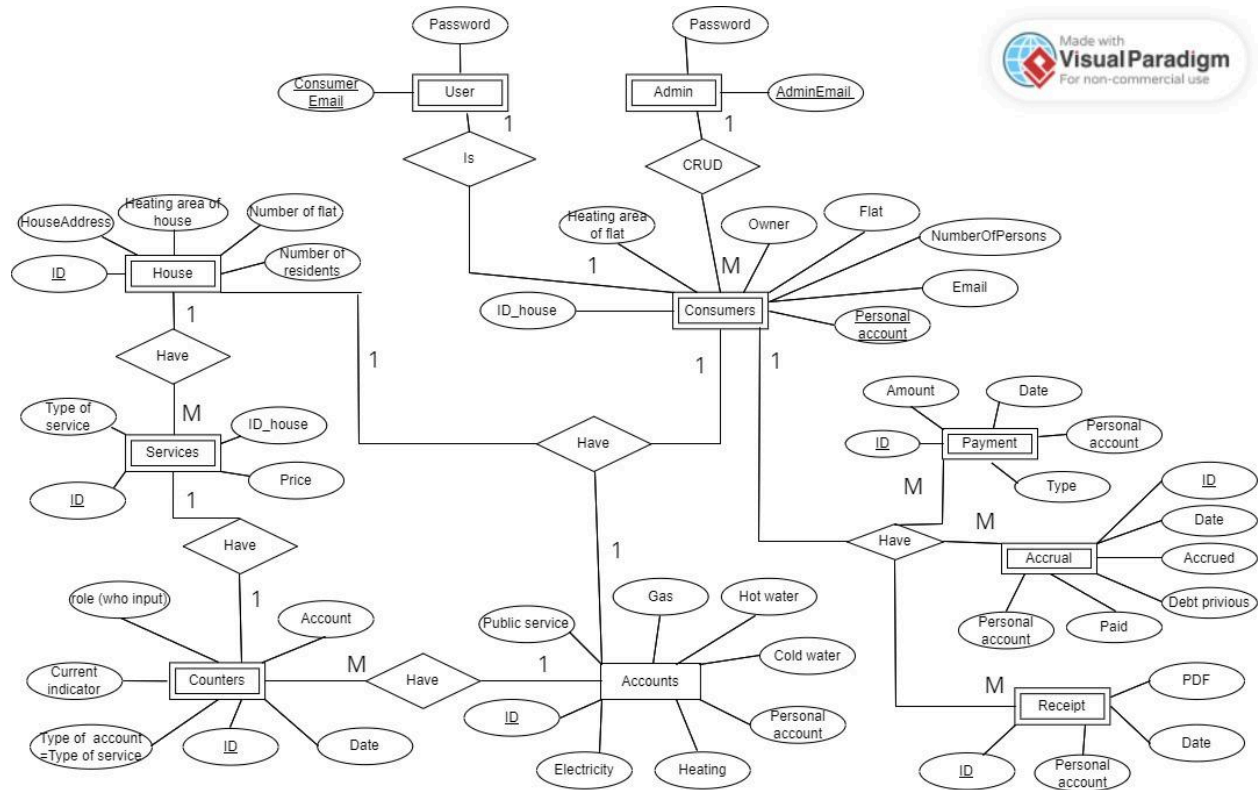 Password
Password
Made with
Visual Paradigm
For non-commercial use
Consumer
Email
User
Admin
AdminEmail
1
1
Is
CRUD
HouseAddress
Heating area of
house
Number of flat
Heating area
of flat
Owner
Flat
NumberOfPersons
ID
House
Number of
residents
1
M
Email
ID_house
Consumers
Personal
account
1
Have
1
1
1
Amount
Date
Type of
service
M
ID_house
Have
ID
Payment
Personal
account
Services
ID
Price
Type
M
ID
1
Have
1
Have
M
Date
Accrual
Accrued
role (who input)
1
Account
Gas
Hot water
Debt privious
Public service
Personal
account
Paid
Current
indicator
Counters
M
Have
1
Accounts
Cold water
M
PDF
Receipt
ID
Personal
account
Type of account
=Type of service
ID
Date
Electricity
Heating
ID
Personal
account
Date